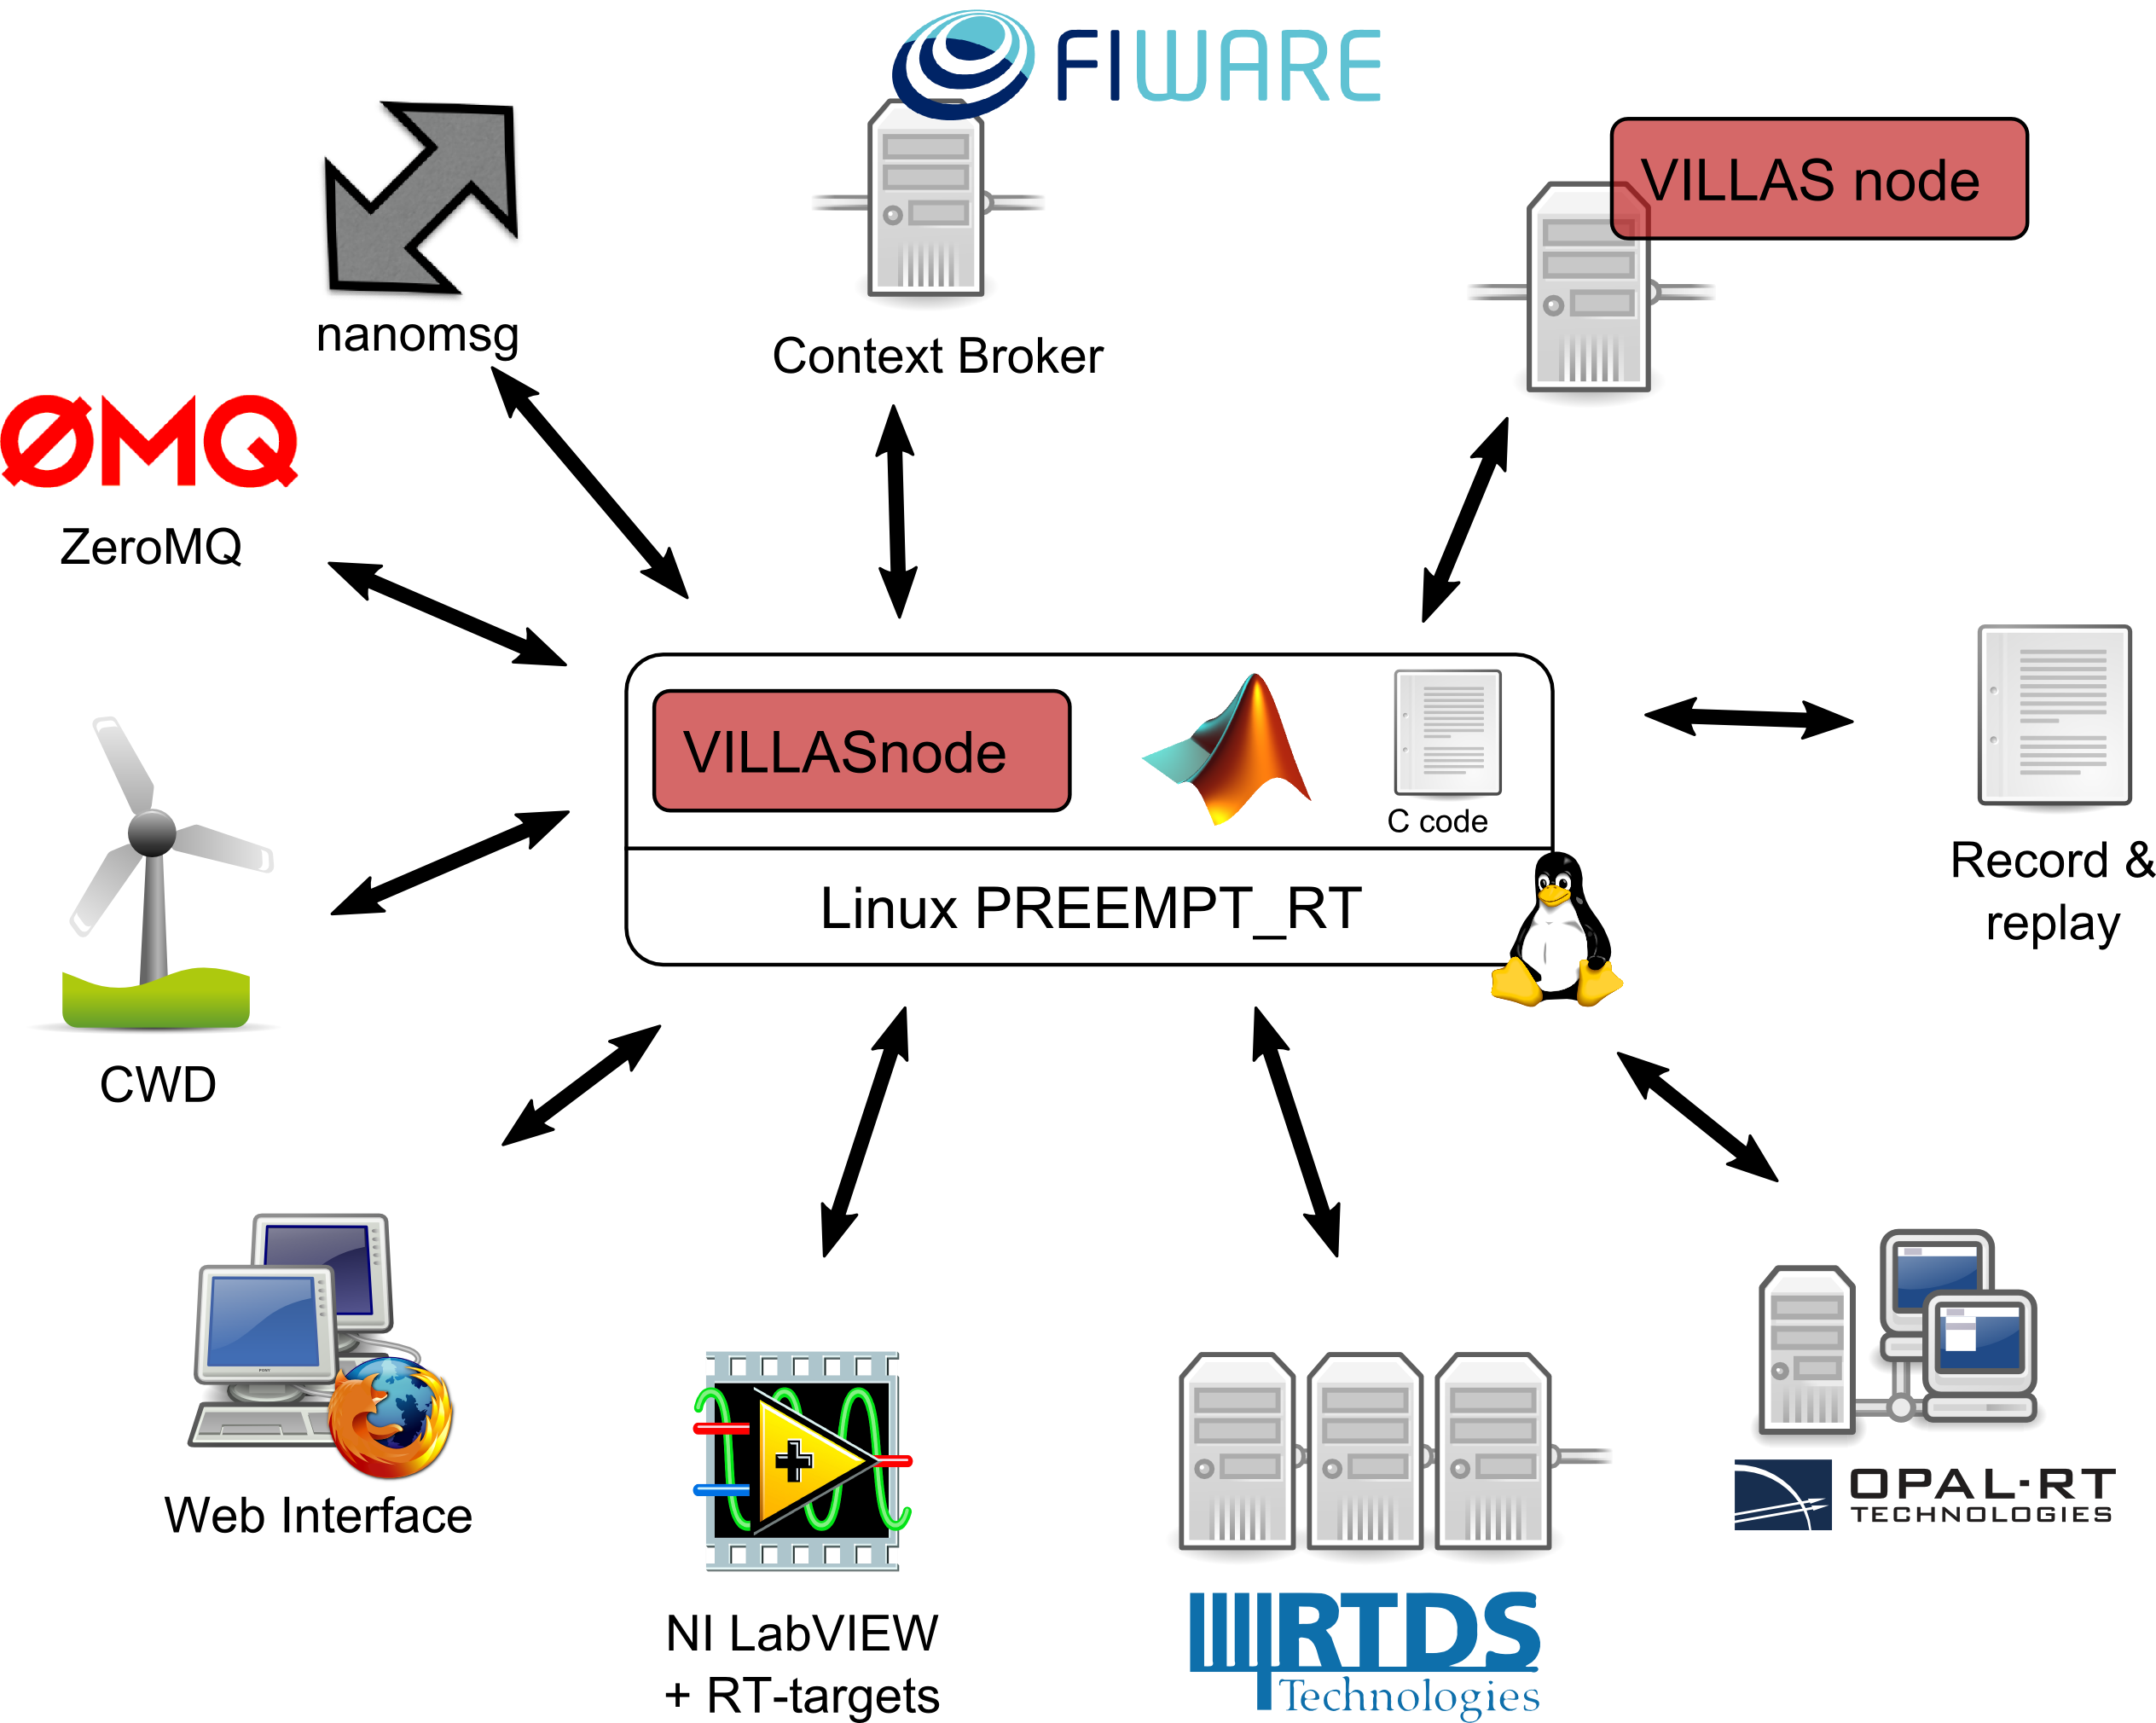 FIWARE
VILLAS node
nanomsg
Context Broker
ØMQ
ZeroMQ
VILLASnode
C code
Linux PREEMPT_RT
Record &
replay
CWD
Web Interface
NI LabVIEW
+ RT-targets
RTDS
Technologies
OPAL-RT
TECHNOLOGIES